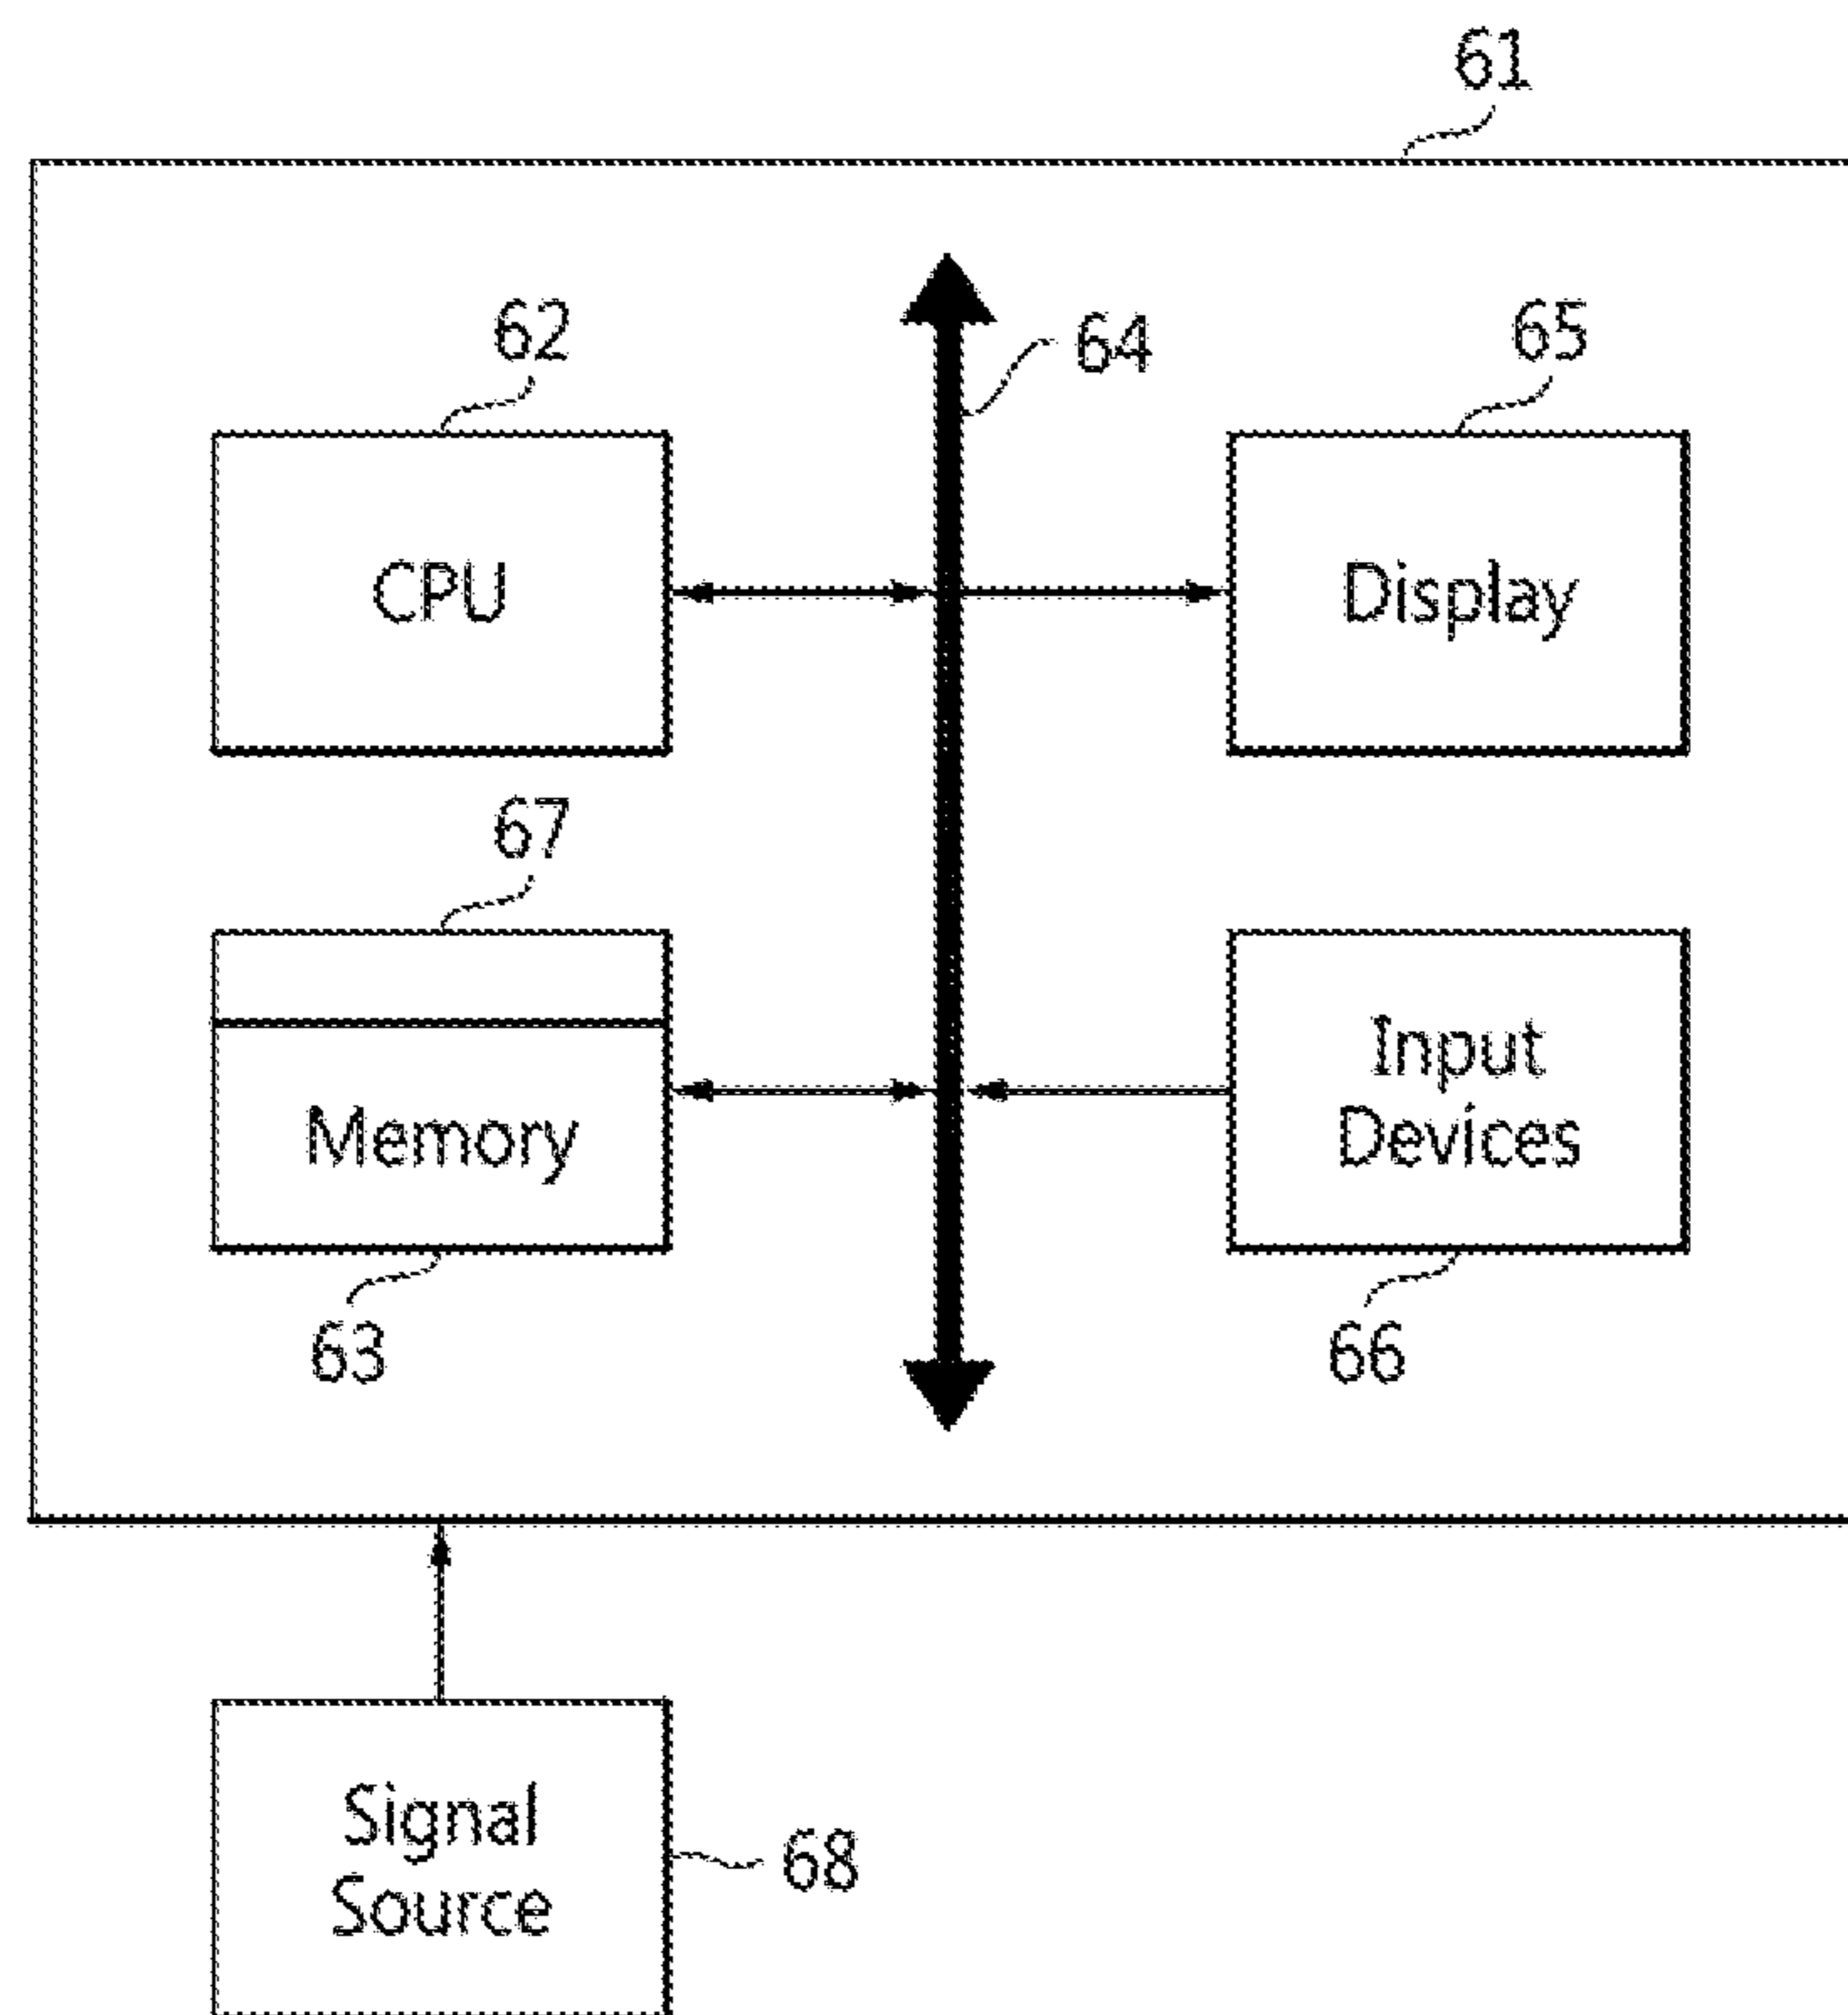 61
62
64
65
CPU
Display
67
Input
Devices
Memory
63
66
Signal
Source
68